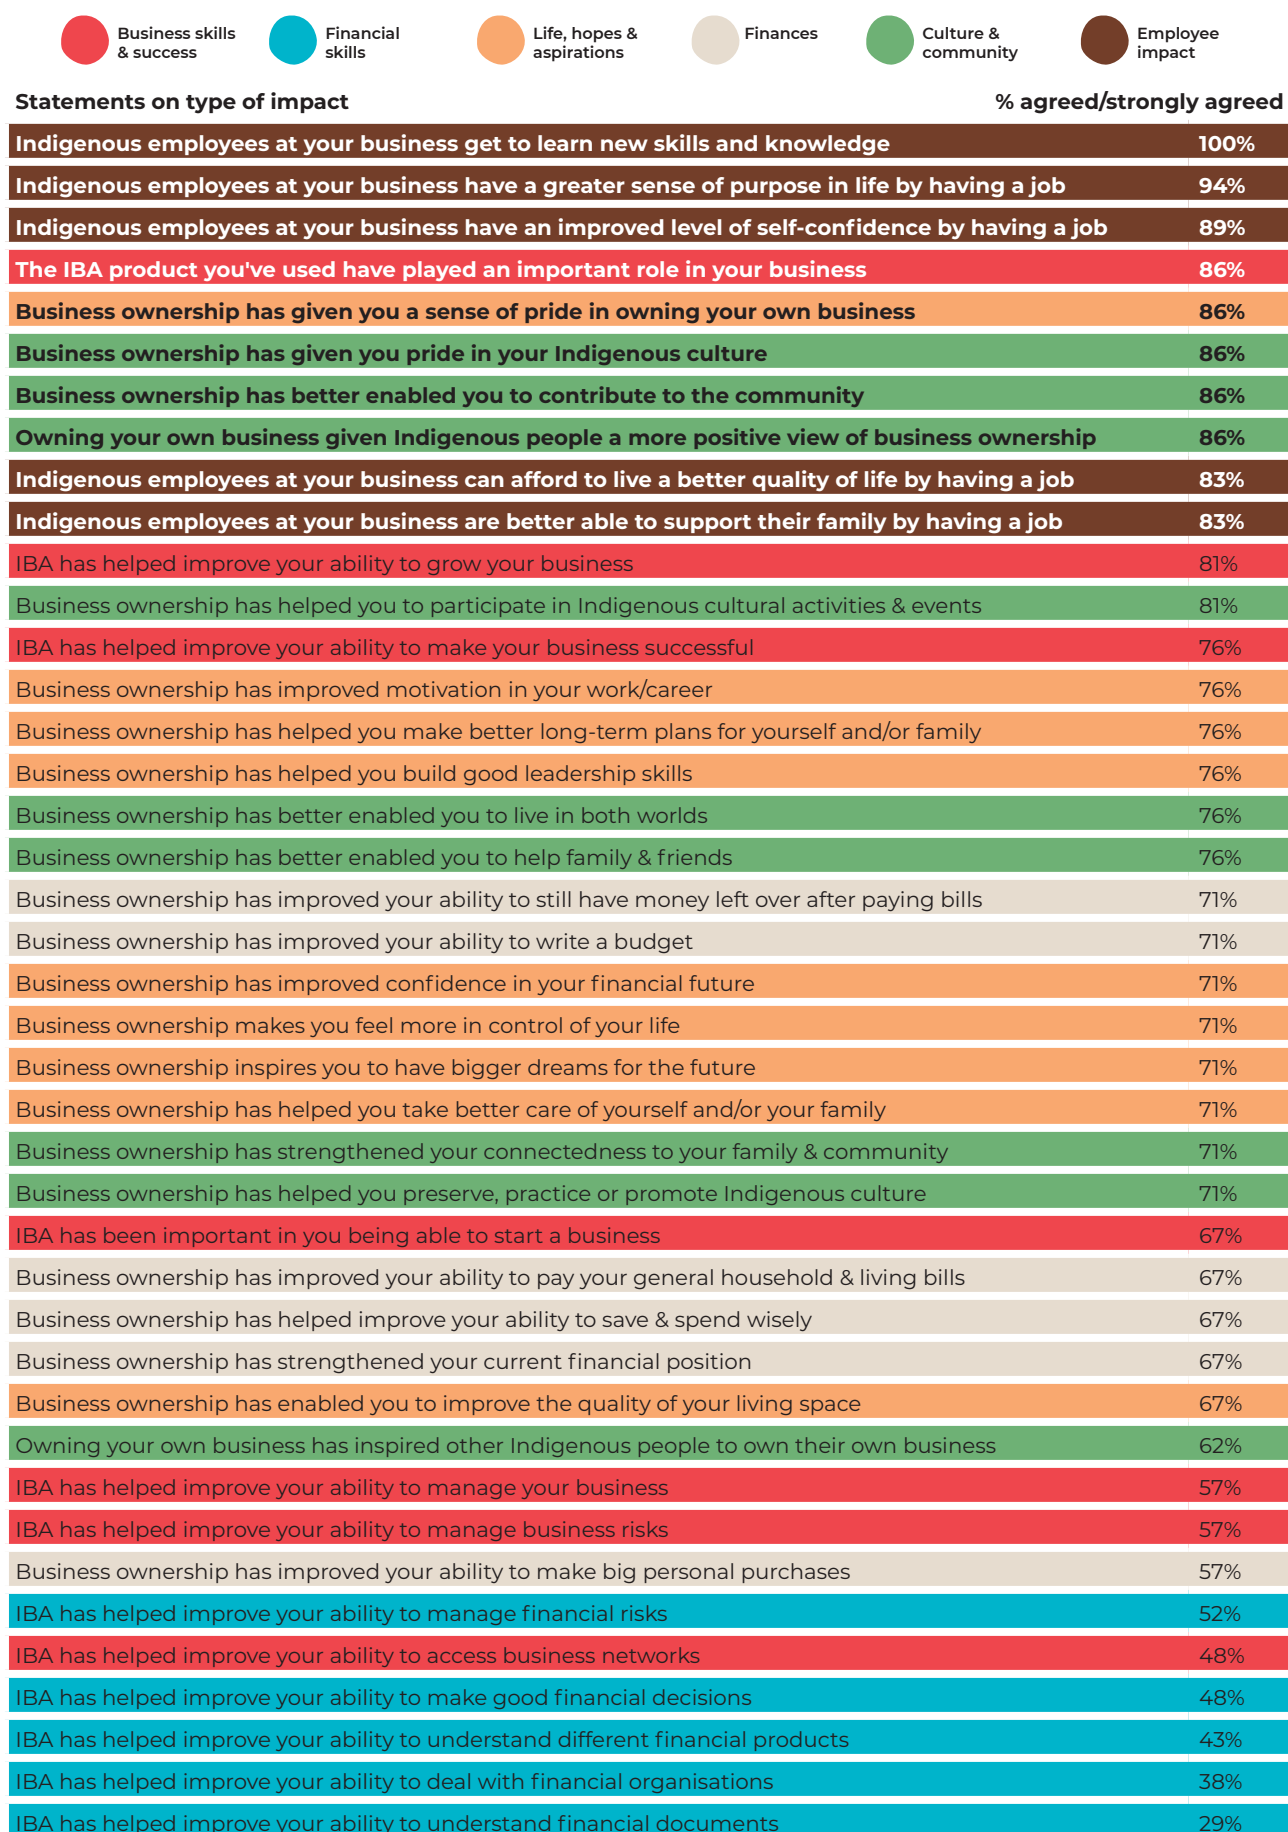 Business skills
& success
Financial
skills
Life, hopes &
aspirations
Finances
Culture &
community
Employee
impact
Statements on type of impact % agreed/strongly agreed
Indigenous employees at your business get to learn new skills and knowledge 100%
Indigenous employees at your business have a greater sense of purpose in life by having a job 94%
Indigenous employees at your business have an improved level of self-confidence by having a job 89%
The IBA product you've used have played an important role in your business 86%
Business ownership has given you a sense of pride in owning your own business 86%
Business ownership has given you pride in your Indigenous culture 86%
Business ownership has better enabled you to contribute to the community 86%
Owning your own business given Indigenous people a more positive view of business ownership 86%
Indigenous employees at your business can afford to live a better quality of life by having a job 83%
Indigenous employees at your business are better able to support their family by having a job 83%
IBA has helped improve your ability to grow your business 81%
Business ownership has helped you to participate in Indigenous cultural activities & events 81%
IBA has helped improve your ability to make your business successful 76%
Business ownership has improved motivation in your work/career 76%
Business ownership has helped you make better long-term plans for yourself and/or family 76%
Business ownership has helped you build good leadership skills 76%
Business ownership has better enabled you to live in both worlds 76%
Business ownership has better enabled you to help family & friends 76%
Business ownership has improved your ability to still have money left over after paying bills 71%
Business ownership has improved your ability to write a budget 71%
Business ownership has improved confidence in your financial future 71%
Business ownership makes you feel more in control of your life 71%
Business ownership inspires you to have bigger dreams for the future 71%
Business ownership has helped you take better care of yourself and/or your family 71%
Business ownership has strengthened your connectedness to your family & community 71%
Business ownership has helped you preserve, practice or promote Indigenous culture 71%
IBA has been important in you being able to start a business 67%
Business ownership has improved your ability to pay your general household & living bills 67%
Business ownership has helped improve your ability to save & spend wisely 67%
Business ownership has strengthened your current financial position 67%
Business ownership has enabled you to improve the quality of your living space 67%
Owning your own business has inspired other Indigenous people to own their own business 62%
IBA has helped improve your ability to manage your business 57%
IBA has helped improve your ability to manage business risks 57%
Business ownership has improved your ability to make big personal purchases 57%
IBA has helped improve your ability to manage financial risks 52%
IBA has helped improve your ability to access business networks 48%
IBA has helped improve your ability to make good financial decisions 48%
IBA has helped improve your ability to understand different financial products 43%
IBA has helped improve your ability to deal with financial organisations 38%
IBA has helped improve your ability to understand financial documents 29%